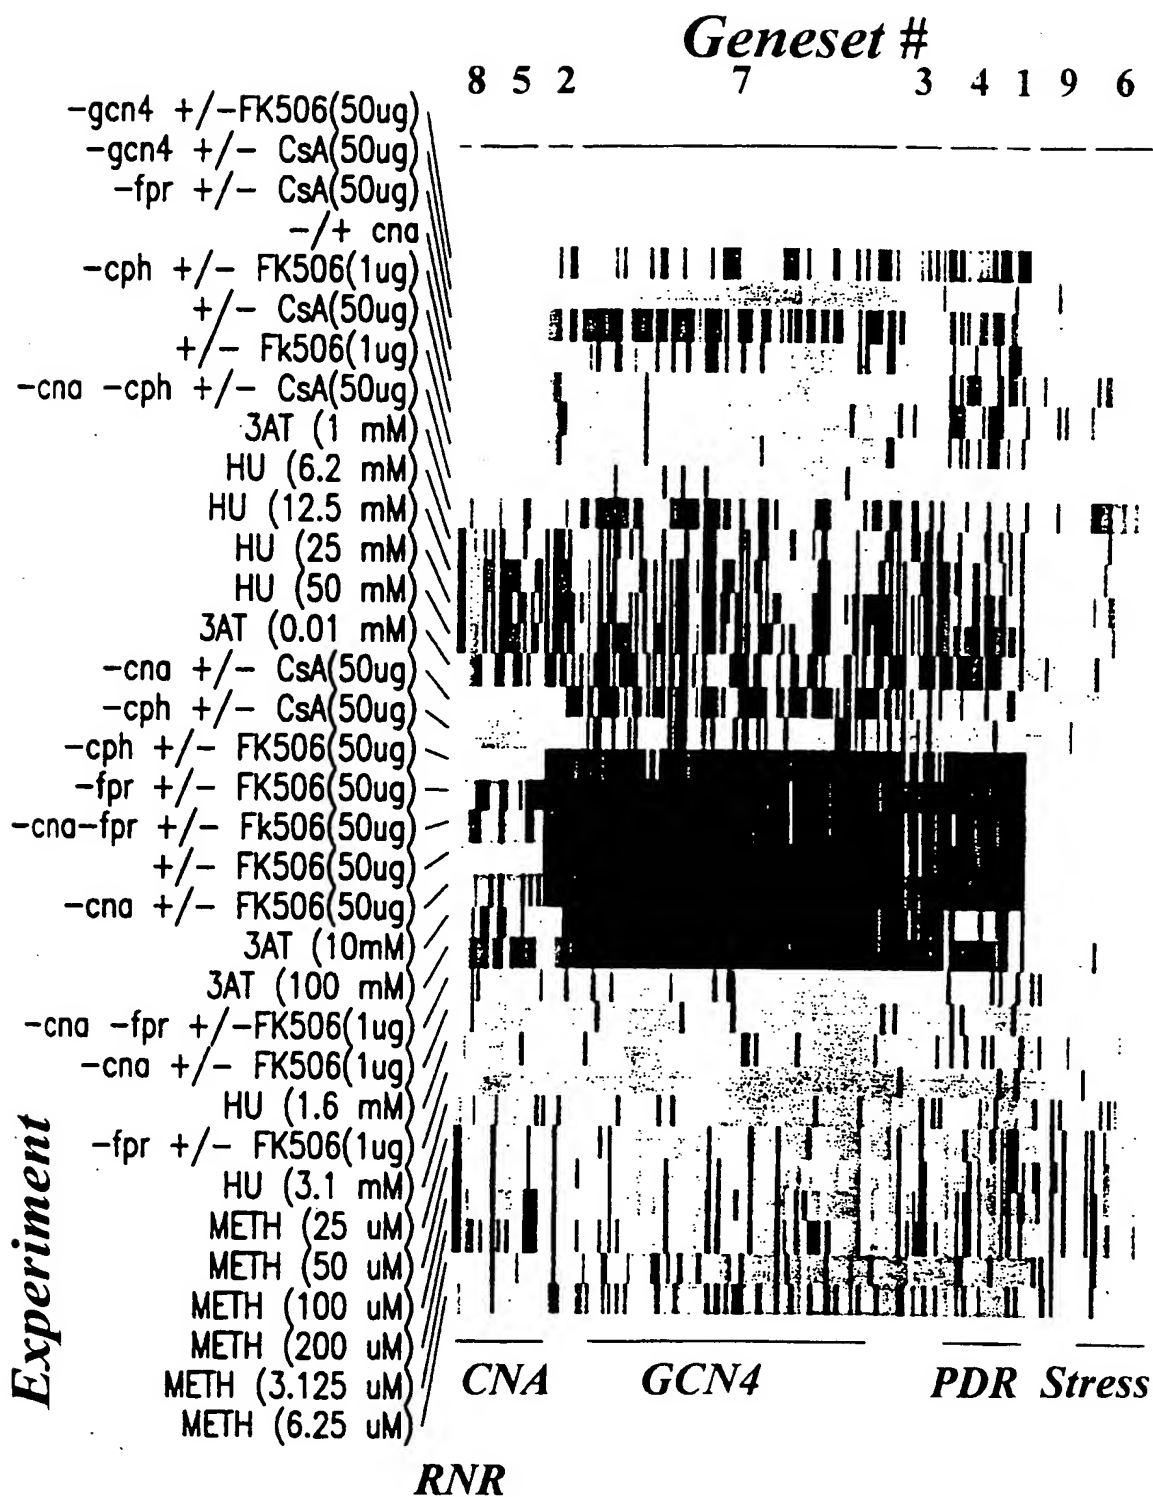 Geneset #
8 5 2 7 3 4 1 9 6
-gcn4 +/-FK506(50ug)
-gcn4 +/- CsA(50ug)
-fpr +/- CsA(50ug)
-/+ cna
-cph +/- FK506(1ug)
+/- CsA(50ug)
+/- Fk506(1ug)
-cna -cph +/- CsA(50ug)
3AT (1 mM)
HU (6.2 mM)
HU (12.5 mM)
HU (25 mM)
HU (50 mM)
3AT (0.01 mM)
-cna +/- CsA(50ug)
-cph +/- CsA(50ug)
-cph +/- FK506(50ug)
-fpr +/- FK506(50ug)
-cna-fpr +/- Fk506(50ug)
+/- FK506(50ug)
-cna +/- FK506(50ug)
3AT (10mM)
3AT (100 mM)
-cna -fpr +/-FK506(1ug)
-cna +/- FK506(1ug)
HU (1.6 mM)
-fpr +/- FK506(1ug)
HU (3.1 mM)
METH (25 uM)
METH (50 uM)
METH (100 uM)
METH (200 uM)
METH (3.125 uM)
METH (6.25 uM)
Experiment
CNA GCN4 PDR Stress
RNR